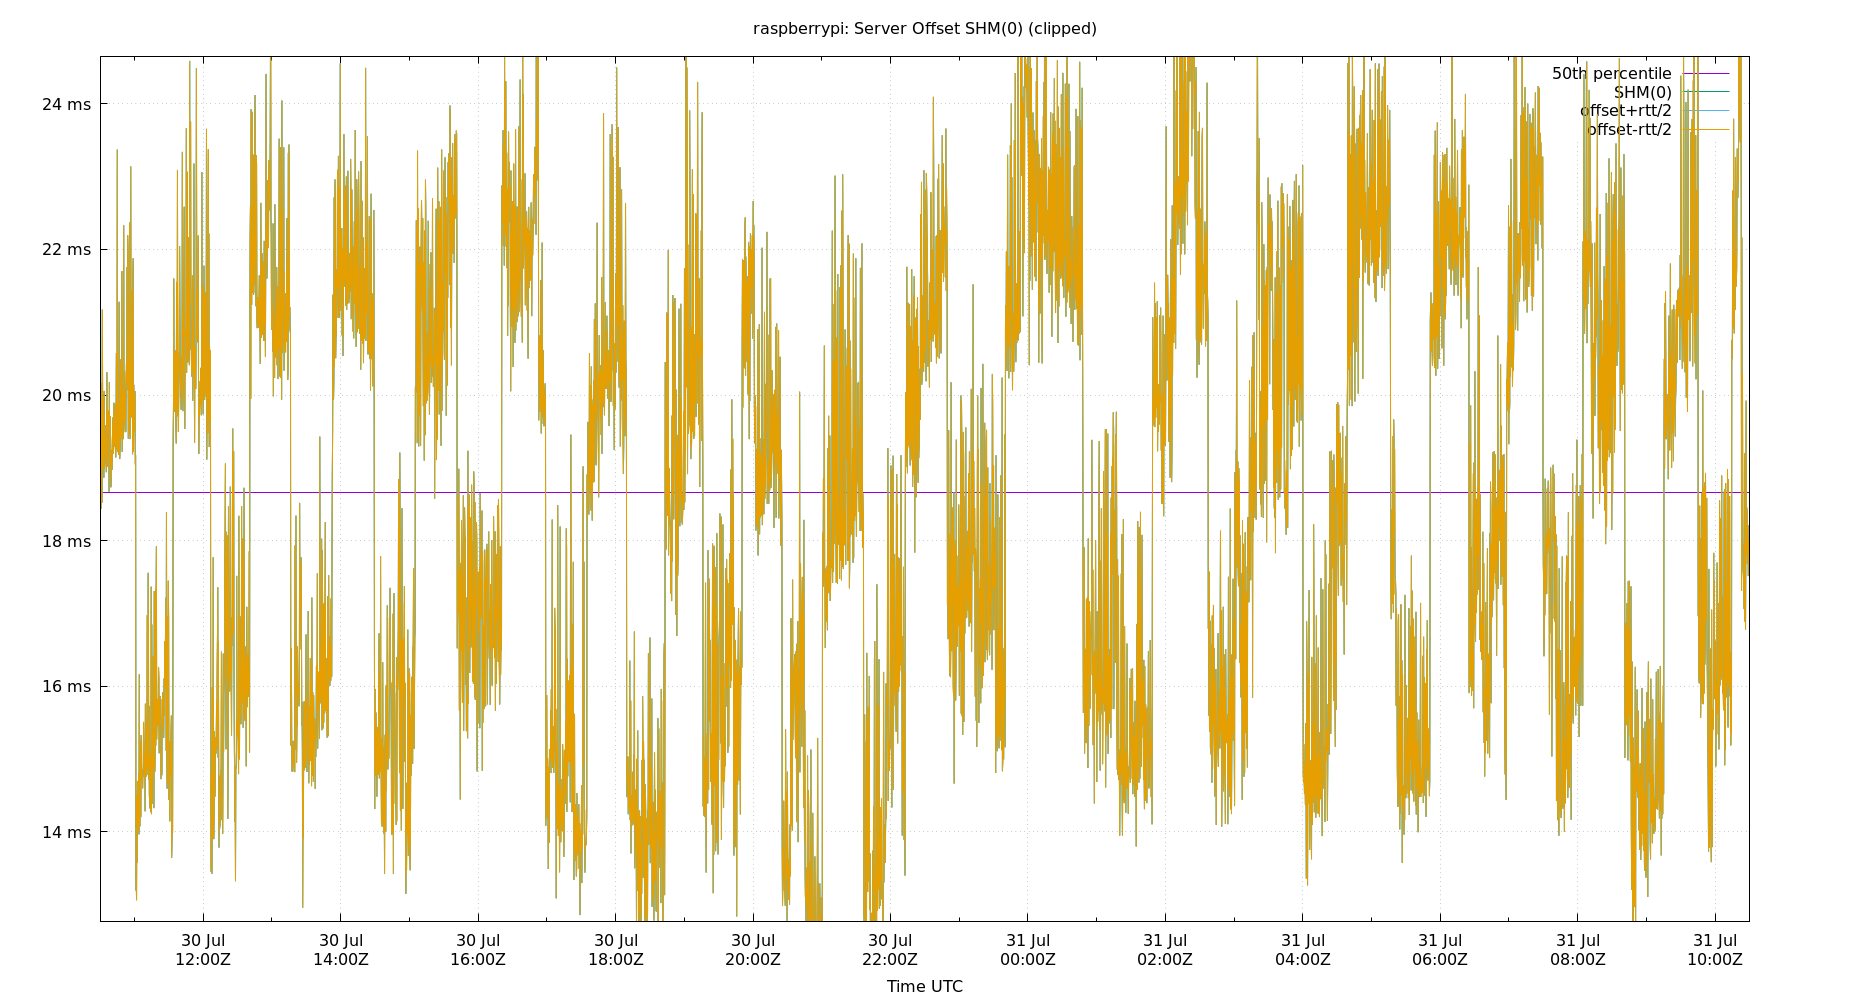 raspberrypi: Server Offset SHM(0) (clipped)
50th percentile
SHM(0)
offset+rtt/2
offset-rtt/2
24 ms
22 ms
20 ms
18 ms
16 ms
14 ms
30 Jul 30 Jul 30 Jul 30 Jul 30 Jul 30 Jul 31 Jul 31 Jul 31 Jul 31 Jul 31 Jul 31 Jul
12:00Z 14:00Z 16:00Z 18:00Z 20:00Z 22:00Z 00:00Z 02:00Z 04:00Z 06:00Z 08:00Z 10:00Z
Time UTC